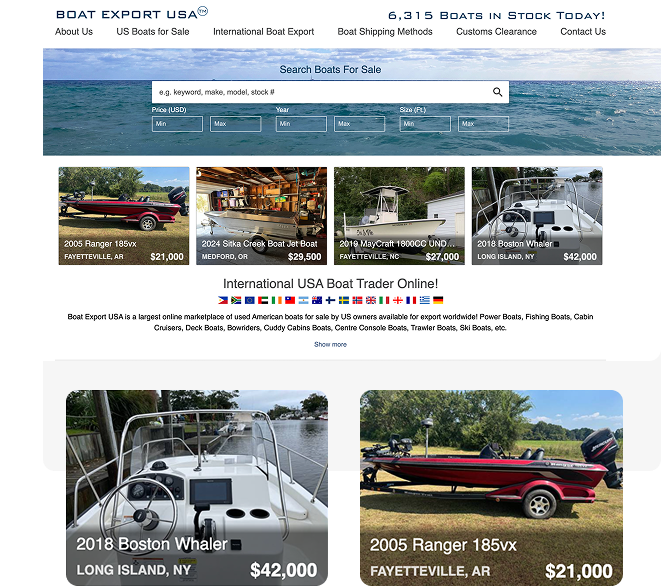 BOAT EXPORT USA TM
6,315 Boats in Stock Today!
About Us
US Boats for Sale
International Boat Export
Boat Shipping Methods
Customs Clearance
Contact Us
Search Boats For Sale
e.g. keyword, make, model, stock #
Price (USD)
Year
Size (Ft.)
Min
Max
Min
Max
Min
Max
2005 Ranger 185vx
FAYETTEVILLE, AR $21,000
2024 Sitka Creek Boat Jet Boat
MEDFORD, OR $29,500
2019 MayCraft 1800CC UND...
FAYETTEVILLE, NC $27,000
2018 Boston Whaler
LONG ISLAND, NY $42,000
International USA Boat Trader Online!
Boat Export USA is a largest online marketplace of used American boats for sale by US owners available for export worldwide! Power Boats, Fishing Boats, Cabin
Cruisers, Deck Boats, Bowriders, Cuddy Cabins Boats, Centre Console Boats, Trawler Boats, Ski Boats, etc.
Show more
2018 Boston Whaler
LONG ISLAND, NY $42,000
2005 Ranger 185vx
FAYETTEVILLE, AR $21,000